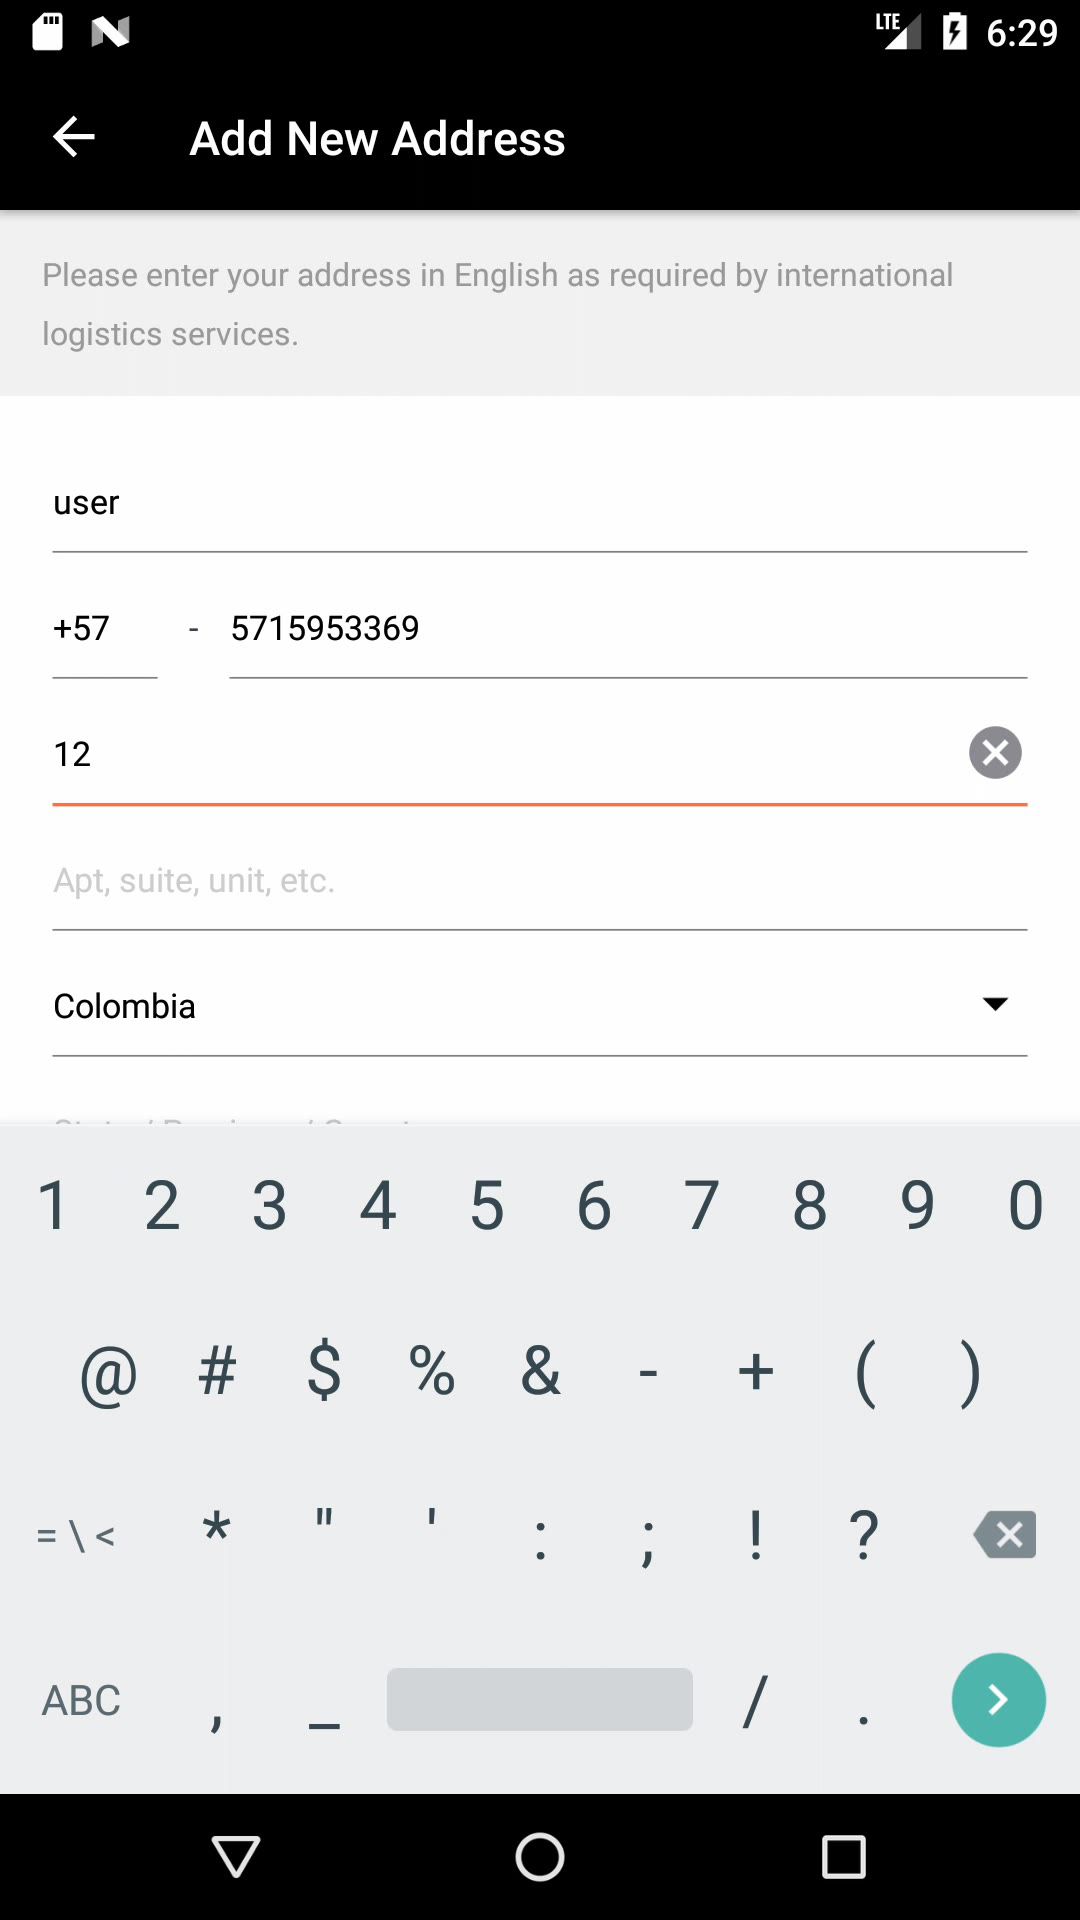 LTE 6:29
Add New Address
Please enter your address in English as required by international
logistics services.
user
+57 - 5715953369
12
Apt, suite, unit, etc.
Colombia
1 2 3 4 5 6 7 8 9 0
@ # $ % & - + ( )
= \ < * " ' : ; ! ?
ABC , _ / .